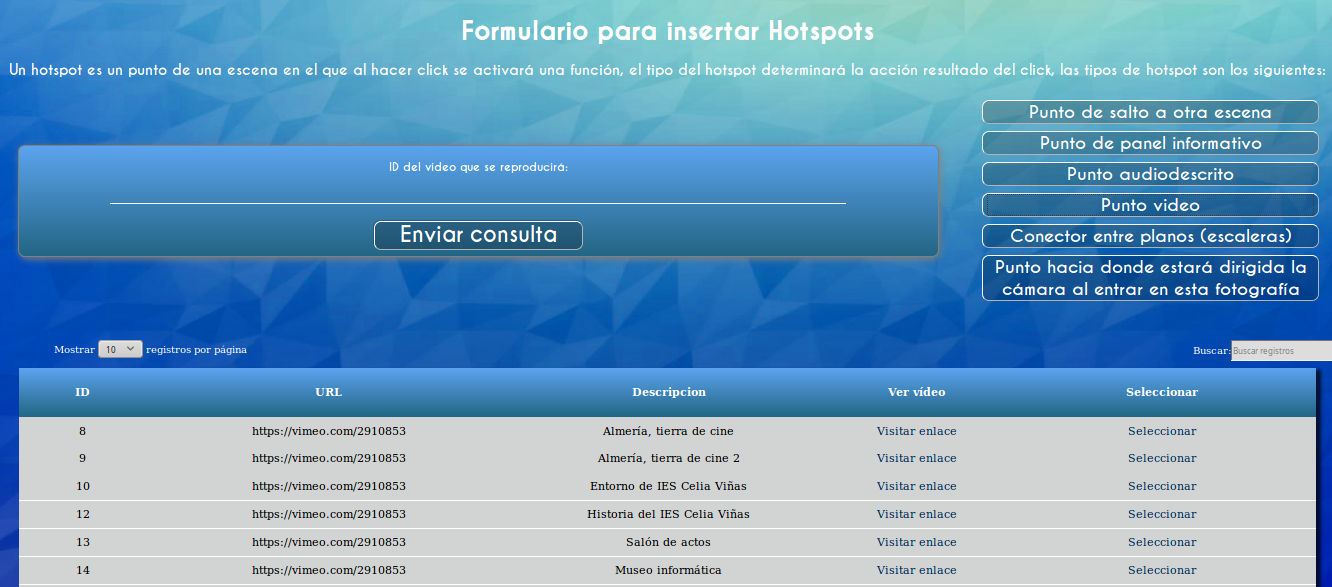 Formulario para insertar Hotspots
Un hotspot es un punto de una escena en el que al hacer click se activará una función, el tipo del hotspot determinará la acción resultado del click, las tipos de hotspot son los siguientes:
Punto de salto a otra escena
Punto de panel informativo
Punto audiodescrito
Punto video
Conector entre planos (escaleras)
Punto hacia donde estará dirigida la
cámara al entrar en esta fotografía
ID del video que se reproducirá:
Enviar consulta
Mostrar 10 registros por página
Buscar: Buscar registros
ID URL Descripcion Ver vídeo Seleccionar
8 https://vimeo.com/2910853 Almería, tierra de cine Visitar enlace Seleccionar
9 https://vimeo.com/2910853 Almería, tierra de cine 2 Visitar enlace Seleccionar
10 https://vimeo.com/2910853 Entorno de IES Celia Viñas Visitar enlace Seleccionar
12 https://vimeo.com/2910853 Historia del IES Celia Viñas Visitar enlace Seleccionar
13 https://vimeo.com/2910853 Salón de actos Visitar enlace Seleccionar
14 https://vimeo.com/2910853 Museo informática Visitar enlace Seleccionar